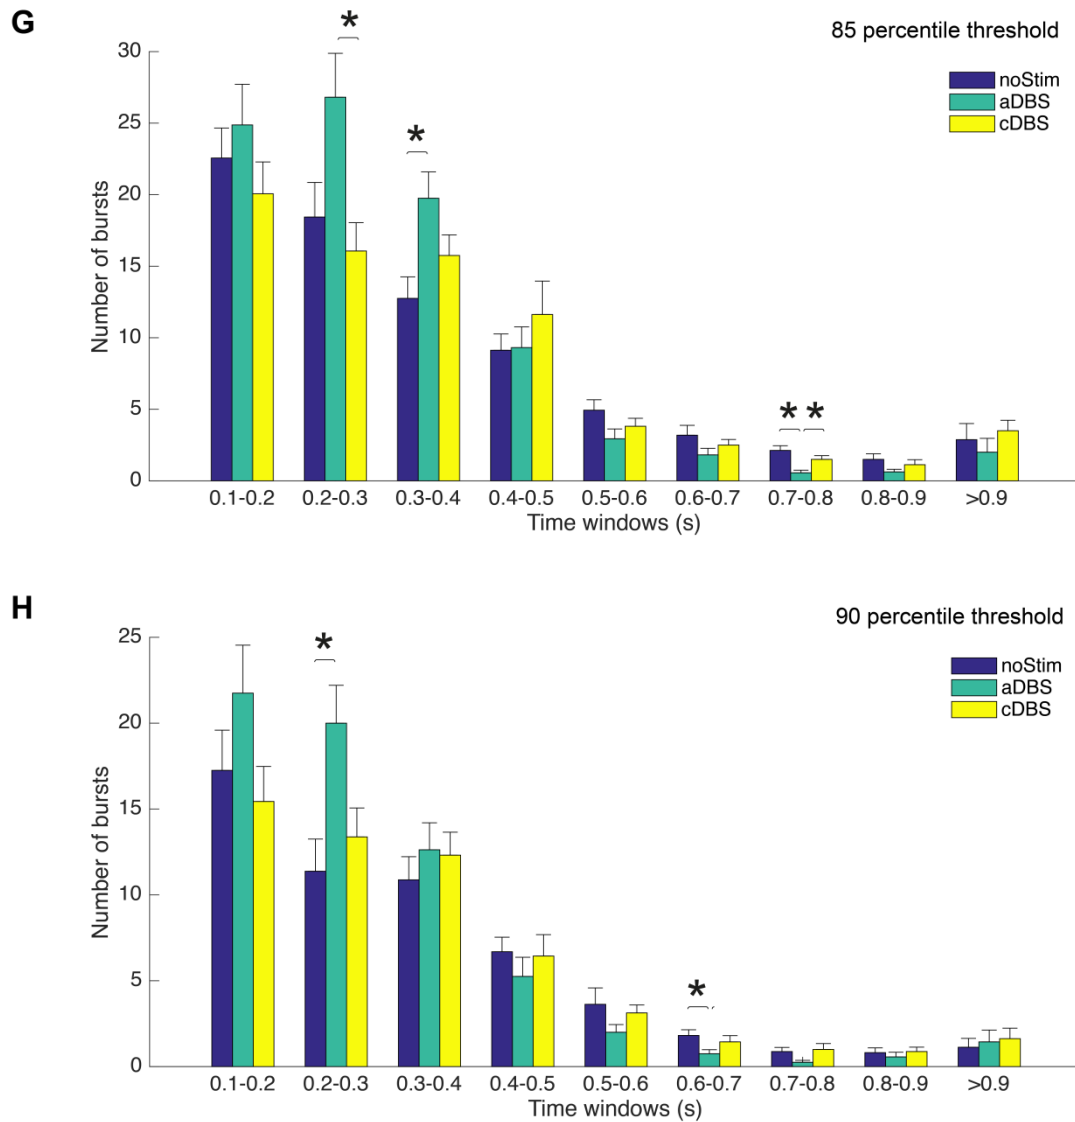 G
85 percentile threshold
noStim
aDBS
cDBS
Number of bursts
30
25
20
15
10
5
0
* * * *
0.1-0.2 0.2-0.3 0.3-0.4 0.4-0.5 0.5-0.6 0.6-0.7 0.7-0.8 0.8-0.9 >0.9
Time windows (s)
H
90 percentile threshold
noStim
aDBS
cDBS
Number of bursts
25
20
15
10
5
0
* *
0.1-0.2 0.2-0.3 0.3-0.4 0.4-0.5 0.5-0.6 0.6-0.7 0.7-0.8 0.8-0.9 >0.9
Time windows (s)